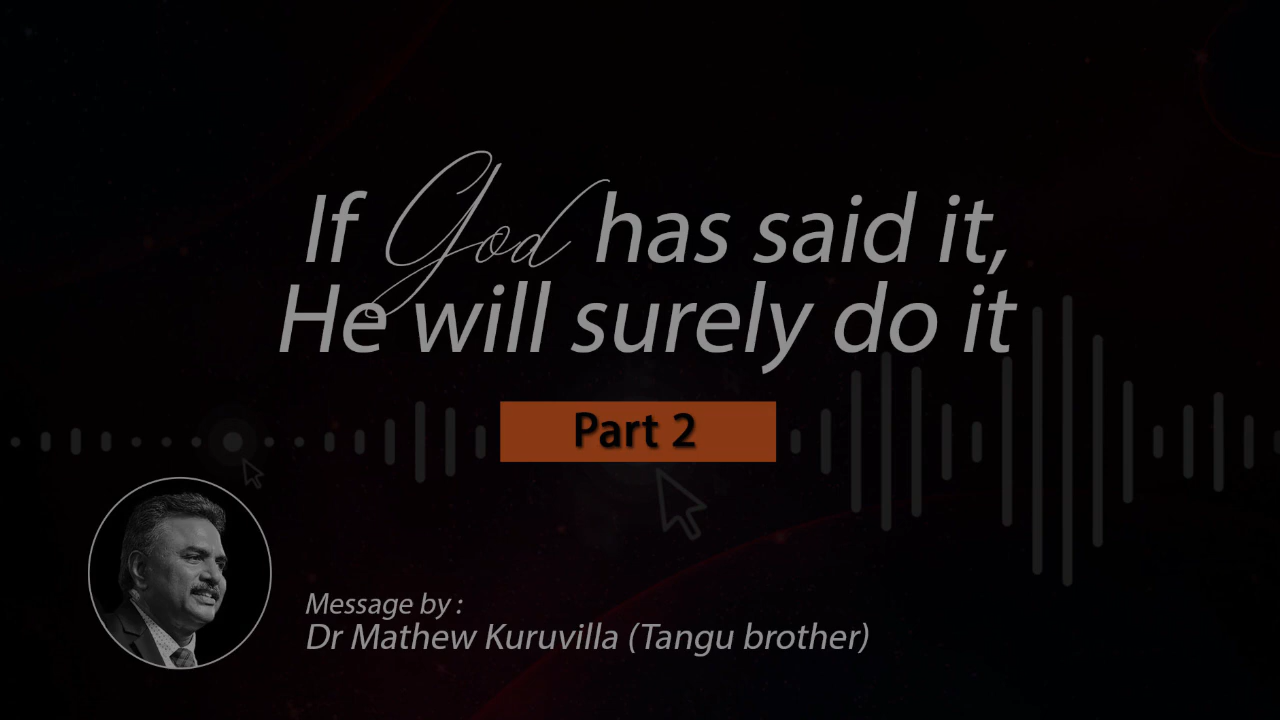 If God has said it,
He will surely do it
Part 2
Message by :
Dr Mathew Kuruvilla (Tangu brother)